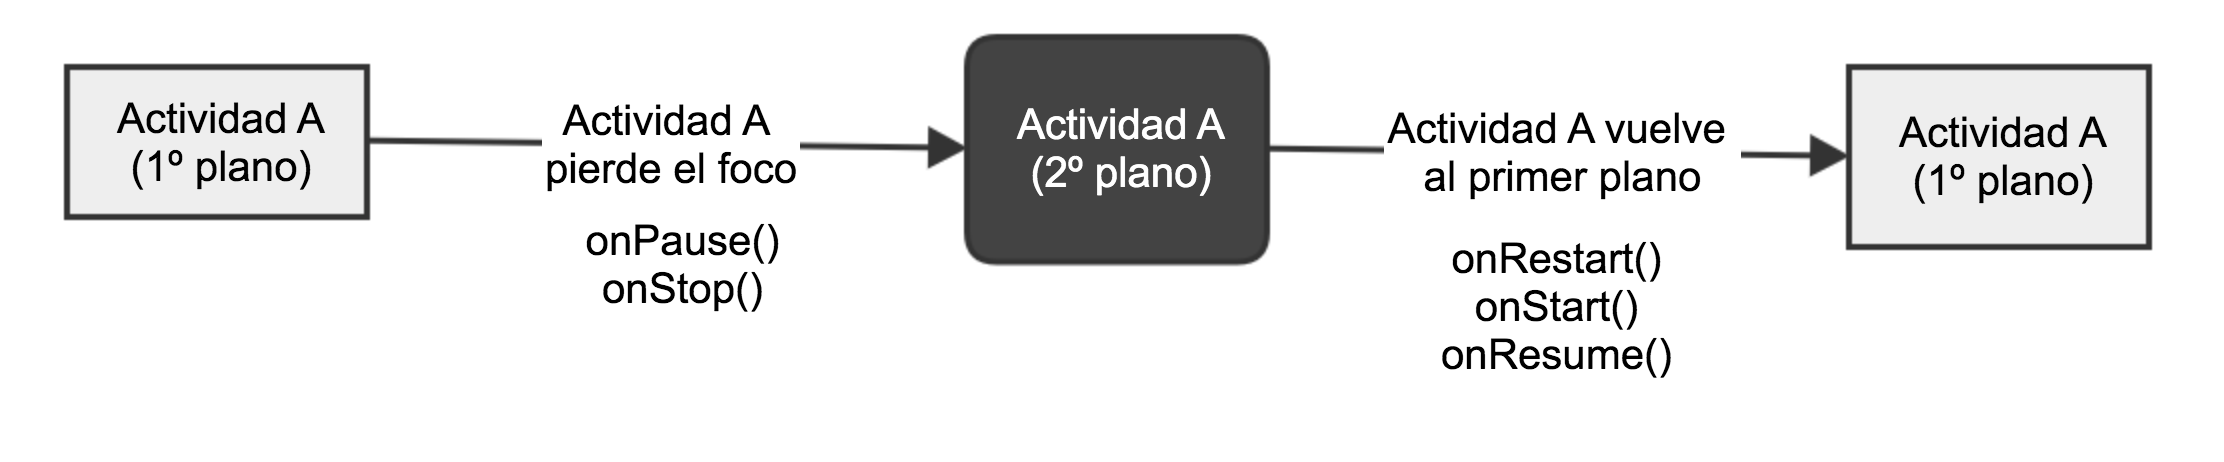 Actividad A
(1º plano)
Actividad A
pierde el foco
onPause()
onStop()
Actividad A
(2º plano)
Actividad A vuelve
al primer plano
onRestart()
onStart()
onResume()
Actividad A
(1º plano)